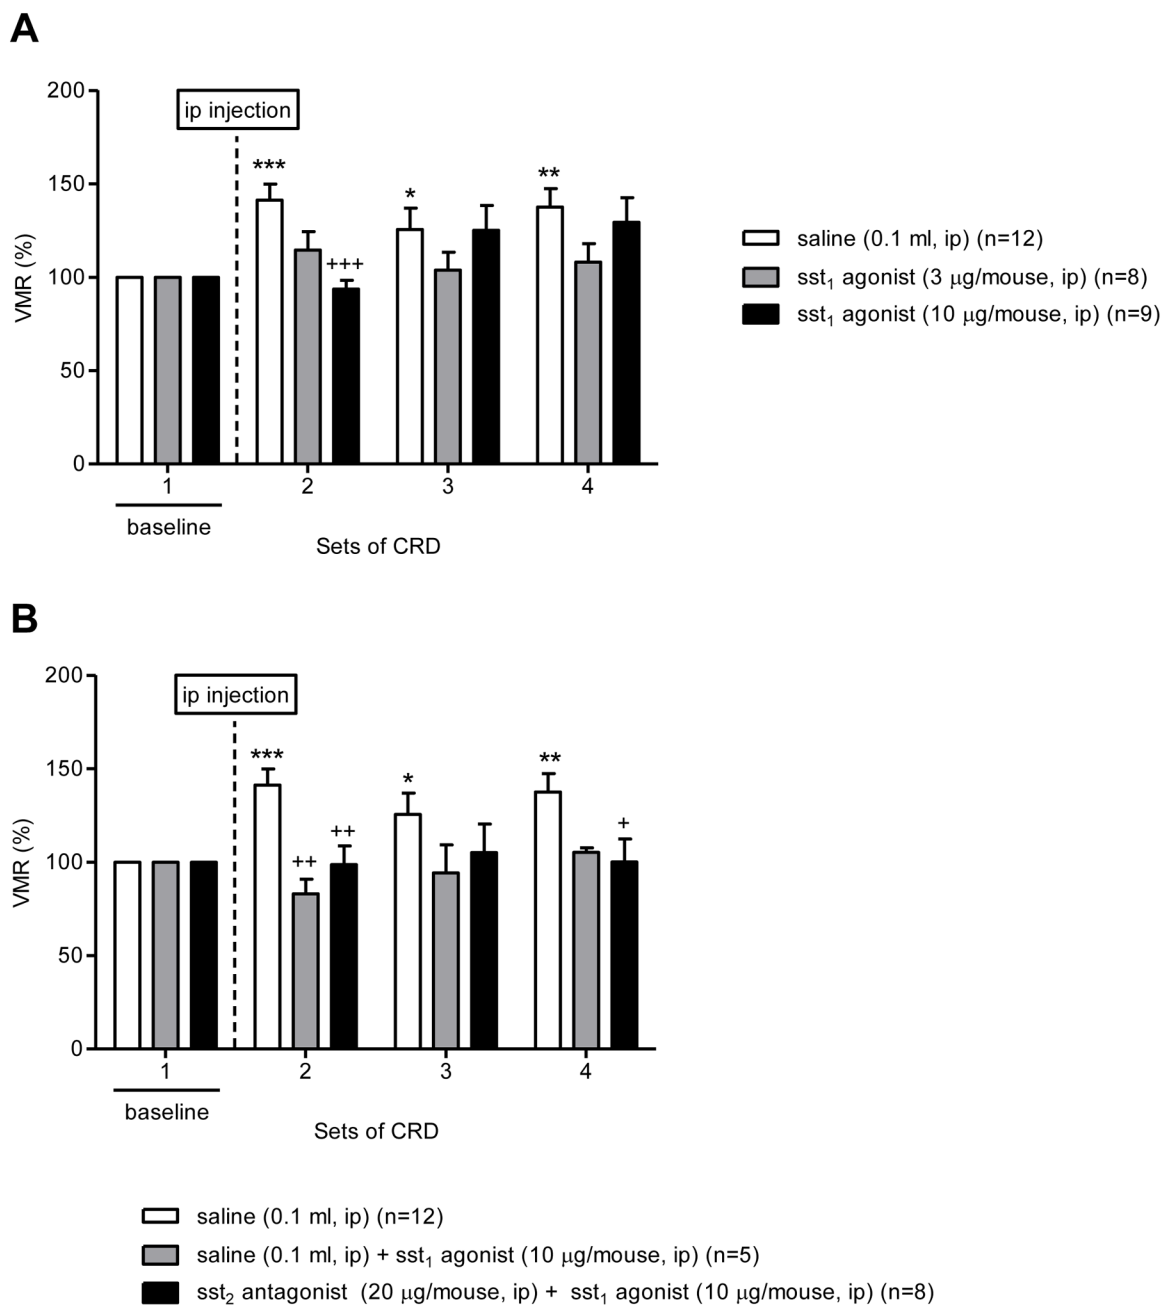 A
200
ip injection
***
**
150
*
+++
VMR (%)
100
50
0
1 2 3 4
baseline
Sets of CRD
saline (0.1 ml, ip) (n=12)
sst1 agonist (3 μg/mouse, ip) (n=8)
sst1 agonist (10 μg/mouse, ip) (n=9)
B
200
ip injection
***
**
150
*
++
++
+
VMR (%)
100
50
0
1 2 3 4
baseline
Sets of CRD
saline (0.1 ml, ip) (n=12)
saline (0.1 ml, ip) + sst1 agonist (10 μg/mouse, ip) (n=5)
sst2 antagonist (20 μg/mouse, ip) + sst1 agonist (10 μg/mouse, ip) (n=8)